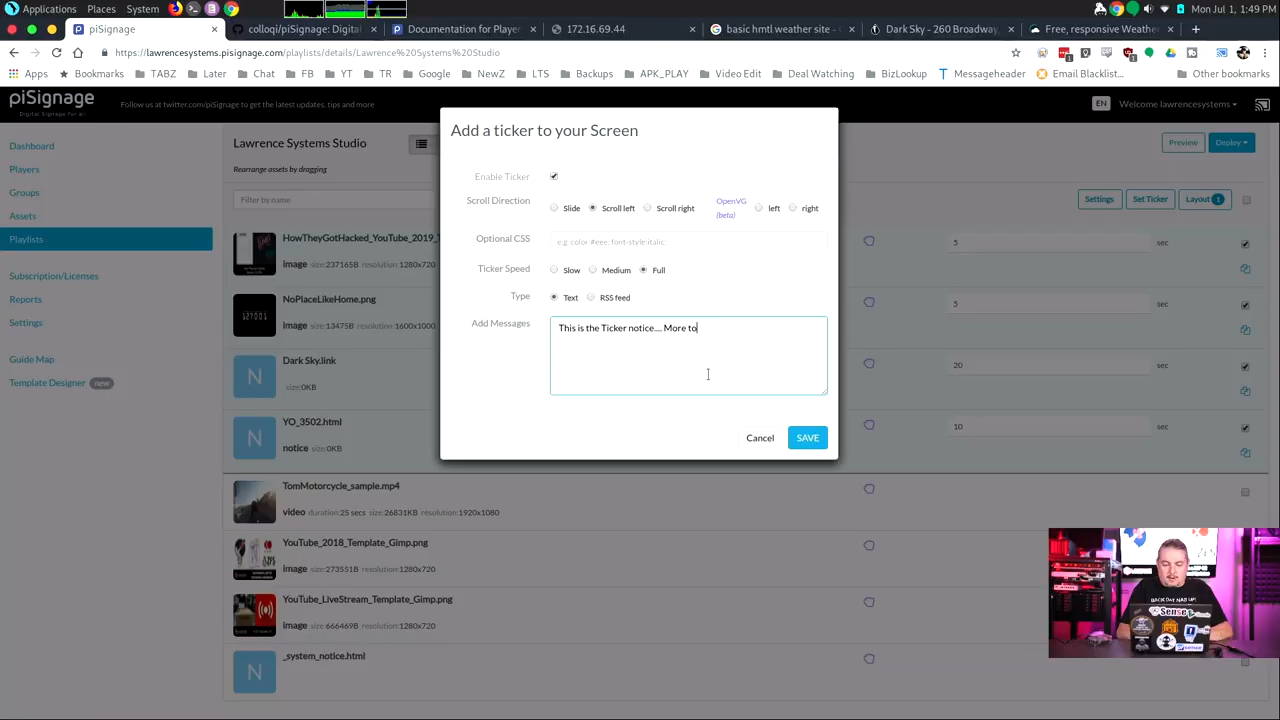 Applications Places System
Mon Jul 1, 1:49 PM
piSignage
colloqi/piSignage: Digital
Documentation for Player
172.16.69.44
basic hmtl weather site - G
Dark Sky - 260 Broadway,
Free, responsive Weather
https://lawrencesystems.pisignage.com/playlists/details/Lawrence%20Systems%20Studio
Apps Bookmarks TABZ Later Chat FB YT TR Google NewZ LTS Backups APK_PLAY Video Edit Deal Watching BizLookup Messageheader Email Blacklist... Other bookmarks
piSignage
Digital Signage for all
Follow us at twitter.com/piSignage to get the latest updates, tips and more
EN
Welcome lawrencesystems
Dashboard
Players
Groups
Assets
Playlists
Subscription/Licenses
Reports
Settings
Guide Map
Template Designer new
Lawrence Systems Studio
Preview
Deploy
Rearrange assets by dragging
Filter by name
Settings
Set Ticker
Layout 1
HowTheyGotHacked_YouTube_2019_T
image size:237165B resolution:1280x720
5 sec
NoPlaceLikeHome.png
image size:13475B resolution:1600x1000
5 sec
Dark Sky.link
N
size:0KB
20 sec
YO_3502.html
N
notice size:0KB
10 sec
TomMotorcycle_sample.mp4
video duration:25 secs size:26831KB resolution:1920x1080
YouTube_2018_Template_Gimp.png
image size:273551B resolution:1280x720
YouTube_LiveStream_Template_Gimp.png
image size:666469B resolution:1280x720
_system_notice.html
N
Add a ticker to your Screen
Enable Ticker
Scroll Direction
Slide Scroll left Scroll right OpenVG (beta) left right
Optional CSS
e.g. color:#eee; font-style:italic;
Ticker Speed
Slow Medium Full
Type
Text RSS feed
Add Messages
This is the Ticker notice.... More to
Cancel
SAVE
BACK DAT NAS UP!
Sense